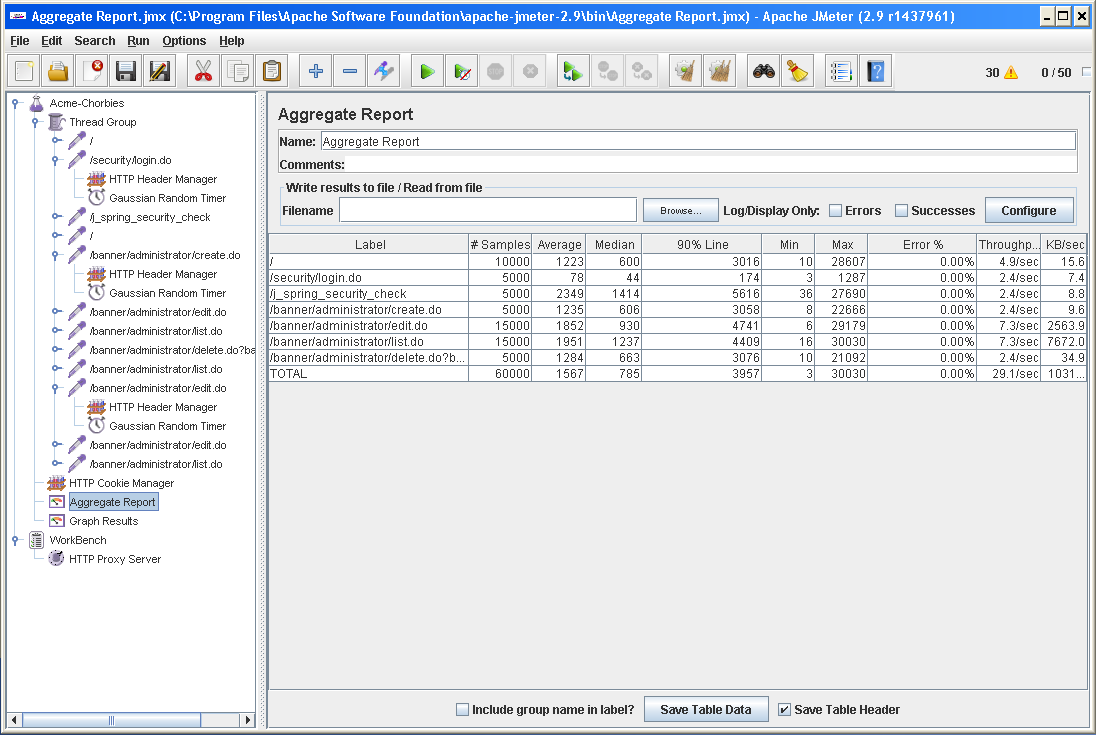 Aggregate Report.jmx (C:\Program Files\Apache Software Foundation\apache-jmeter-2.9\bin\Aggregate Report.jmx) - Apache JMeter (2.9 r1437961)
File Edit Search Run Options Help
30 0 / 50
Acme-Chorbies
Thread Group
/
/security/login.do
HTTP Header Manager
Gaussian Random Timer
/j_spring_security_check
/
/banner/administrator/create.do
HTTP Header Manager
Gaussian Random Timer
/banner/administrator/edit.do
/banner/administrator/list.do
/banner/administrator/delete.do?ba
/banner/administrator/list.do
/banner/administrator/edit.do
HTTP Header Manager
Gaussian Random Timer
/banner/administrator/edit.do
/banner/administrator/list.do
HTTP Cookie Manager
Aggregate Report
Graph Results
WorkBench
HTTP Proxy Server
Aggregate Report
Name: Aggregate Report
Comments:
Write results to file / Read from file
Filename Browse... Log/Display Only: Errors Successes Configure
Label # Samples Average Median 90% Line Min Max Error % Throughp... KB/sec
/ 10000 1223 600 3016 10 28607 0.00% 4.9/sec 15.6
/security/login.do 5000 78 44 174 3 1287 0.00% 2.4/sec 7.4
/j_spring_security_check 5000 2349 1414 5616 36 27690 0.00% 2.4/sec 8.8
/banner/administrator/create.do 5000 1235 606 3058 8 22666 0.00% 2.4/sec 9.6
/banner/administrator/edit.do 15000 1852 930 4741 6 29179 0.00% 7.3/sec 2563.9
/banner/administrator/list.do 15000 1951 1237 4409 16 30030 0.00% 7.3/sec 7672.0
/banner/administrator/delete.do?b... 5000 1284 663 3076 10 21092 0.00% 2.4/sec 34.9
TOTAL 60000 1567 785 3957 3 30030 0.00% 29.1/sec 1031...
Include group name in label? Save Table Data Save Table Header